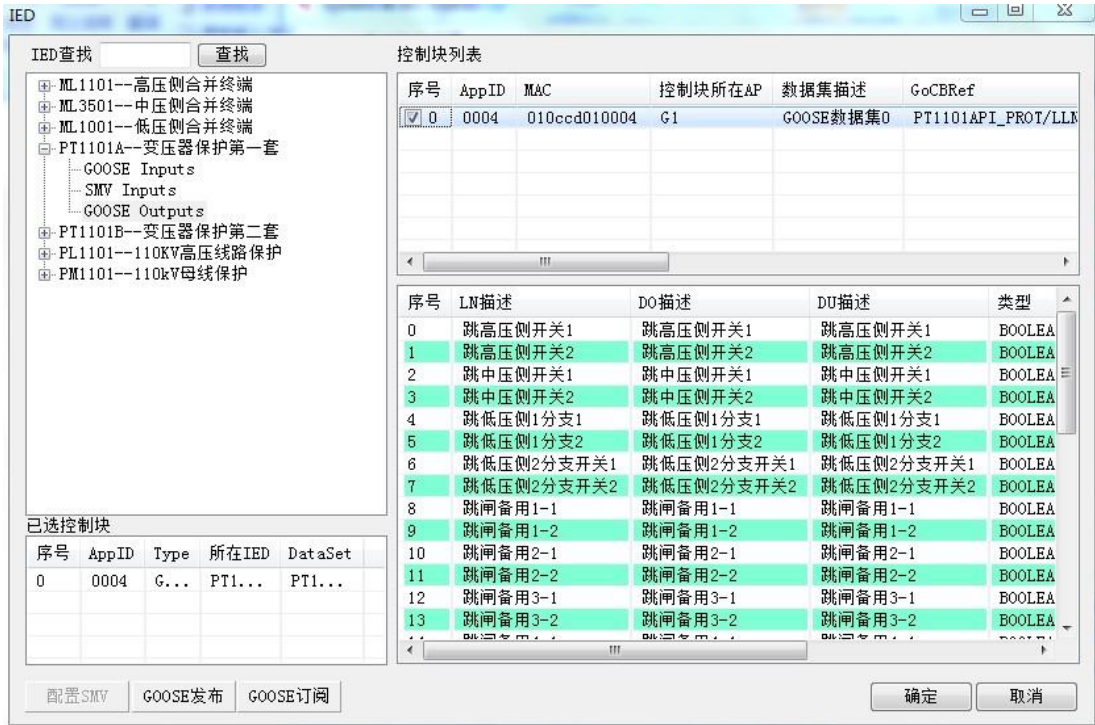 IED
IED查找 查找
ML1101--高压侧合并终端
ML3501--中压侧合并终端
ML1001--低压侧合并终端
PT1101A--变压器保护第一套
GOOSE Inputs
SMV Inputs
GOOSE Outputs
PT1101B--变压器保护第二套
PL1101--110KV高压线路保护
PM1101--110kV母线保护
已选控制块
序号 AppID Type 所在IED DataSet
0 0004 G... PT1... PT1...
配置SMV GOOSE发布 GOOSE订阅
控制块列表
序号 AppID MAC 控制块所在AP 数据集描述 GoCBRef
0 0004 010ccd010004 G1 GOOSE数据集0 PT1101API_PROT/LLN
序号 LN描述 DO描述 DU描述 类型
0 跳高压侧开关1 跳高压侧开关1 跳高压侧开关1 BOOLEA
1 跳高压侧开关2 跳高压侧开关2 跳高压侧开关2 BOOLEA
2 跳中压侧开关1 跳中压侧开关1 跳中压侧开关1 BOOLEA
3 跳中压侧开关2 跳中压侧开关2 跳中压侧开关2 BOOLEA
4 跳低压侧1分支1 跳低压侧1分支1 跳低压侧1分支1 BOOLEA
5 跳低压侧1分支2 跳低压侧1分支2 跳低压侧1分支2 BOOLEA
6 跳低压侧2分支开关1 跳低压侧2分支开关1 跳低压侧2分支开关1 BOOLEA
7 跳低压侧2分支开关2 跳低压侧2分支开关2 跳低压侧2分支开关2 BOOLEA
8 跳闸备用1-1 跳闸备用1-1 跳闸备用1-1 BOOLEA
9 跳闸备用1-2 跳闸备用1-2 跳闸备用1-2 BOOLEA
10 跳闸备用2-1 跳闸备用2-1 跳闸备用2-1 BOOLEA
11 跳闸备用2-2 跳闸备用2-2 跳闸备用2-2 BOOLEA
12 跳闸备用3-1 跳闸备用3-1 跳闸备用3-1 BOOLEA
13 跳闸备用3-2 跳闸备用3-2 跳闸备用3-2 BOOLEA
确定 取消